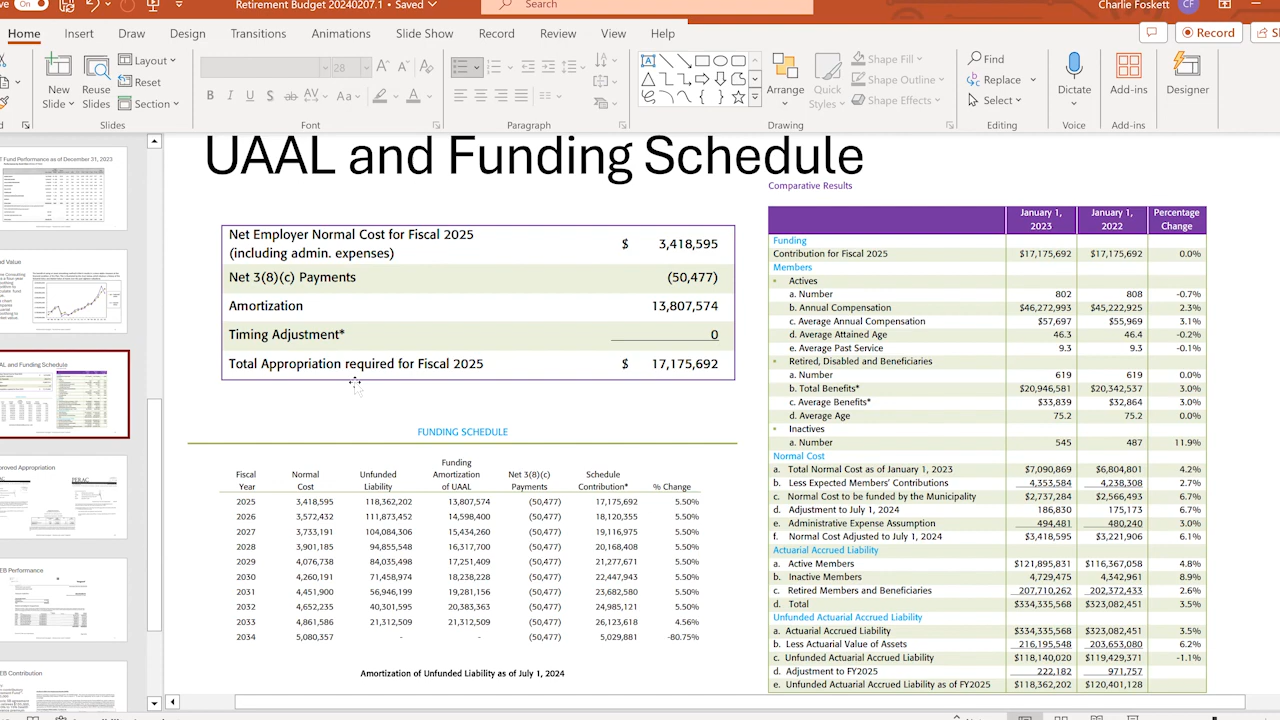 On
Retirement Budget 20240207.1 • Saved
Search
Charlie Foskett
CF
Home Insert Draw Design Transitions Animations Slide Show Record Review View Help
Record
New Slides
Reuse Slides
Layout
Reset
Section
Slides
28
Font
Paragraph
Arrange
Quick Styles
Shape Fill
Shape Outline
Shape Effects
Drawing
Find
Replace
Select
Editing
Dictate
Voice
Add-ins
Add-ins
Designer
Fund Performance as of December 31, 2023
UAAL and Funding Schedule
Net Employer Normal Cost for Fiscal 2025 $ 3,418,595
(including admin. expenses)
Net 3(8)(c) Payments (50,477)
Amortization 13,807,574
Timing Adjustment* 0
Total Appropriation required for Fiscal 2025 $ 17,175,692
FUNDING SCHEDULE
Fiscal Year Normal Cost Unfunded Liability Funding Amortization of UAAL Net 3(8)(c) Payments Schedule Contribution* % Change
2025 3,418,595 118,362,202 13,807,574 (50,477) 17,175,692 5.50%
2026 3,572,432 111,873,452 14,598,400 (50,477) 18,120,355 5.50%
2027 3,733,191 104,084,306 15,434,260 (50,477) 19,116,975 5.50%
2028 3,901,185 94,855,548 16,317,700 (50,477) 20,168,408 5.50%
2029 4,076,738 84,035,498 17,251,409 (50,477) 21,277,671 5.50%
2030 4,260,191 71,458,974 18,238,228 (50,477) 22,447,943 5.50%
2031 4,451,900 56,946,199 19,281,136 (50,477) 23,682,580 5.50%
2032 4,652,235 40,301,595 20,383,363 (50,477) 24,985,121 5.50%
2033 4,861,586 21,312,509 21,312,509 (50,477) 26,123,618 4.56%
2034 5,080,357 - - (50,477) 5,029,881 -80.75%
Amortization of Unfunded Liability as of July 1, 2024
Comparative Results
January 1, 2023 January 1, 2022 Percentage Change
Funding
Contribution for Fiscal 2025 $17,175,692 $17,175,692 0.0%
Members
• Actives
a. Number 802 808 -0.7%
b. Annual Compensation $46,272,993 $45,222,925 2.3%
c. Average Annual Compensation $57,697 $55,969 3.1%
d. Average Attained Age 46.3 46.4 -0.2%
e. Average Past Service 9.3 9.3 -0.1%
• Retired, Disabled and Beneficiaries
a. Number 619 619 0.0%
b. Total Benefits* $20,946,581 $20,342,537 3.0%
c. Average Benefits* $33,839 $32,864 3.0%
d. Average Age 75.2 75.2 0.0%
• Inactives
a. Number 545 487 11.9%
Normal Cost
a. Total Normal Cost as of January 1, 2023 $7,090,869 $6,804,801 4.2%
b. Less Expected Members' Contributions 4,353,584 4,238,308 2.7%
Normal Cost to be funded by the Municipality $2,737,284 $2,566,493 6.7%
d. Adjustment to July 1, 2024 186,830 175,173 6.7%
e. Administrative Expense Assumption 494,481 480,240 3.0%
f. Normal Cost Adjusted to July 1, 2024 $3,418,595 $3,221,906 6.1%
Actuarial Accrued Liability
a. Active Members $121,895,831 $116,367,058 4.8%
b. Inactive Members 4,729,475 4,342,961 8.9%
c. Retired Members and Beneficiaries 207,710,262 202,372,433 2.6%
d. Total $334,335,568 $323,082,451 3.5%
Unfunded Actuarial Accrued Liability
a. Actuarial Accrued Liability $334,335,568 $323,082,451 3.5%
b. Less Actuarial Value of Assets 216,195,548 203,653,080 6.2%
c. Unfunded Actuarial Accrued Liability $118,140,020 $119,429,371 -1.1%
d. Adjustment to FY2025 222,182 971,757
e. Unfunded Actuarial Accrued Liability as of FY2025 $118,362,202 $120,401,128